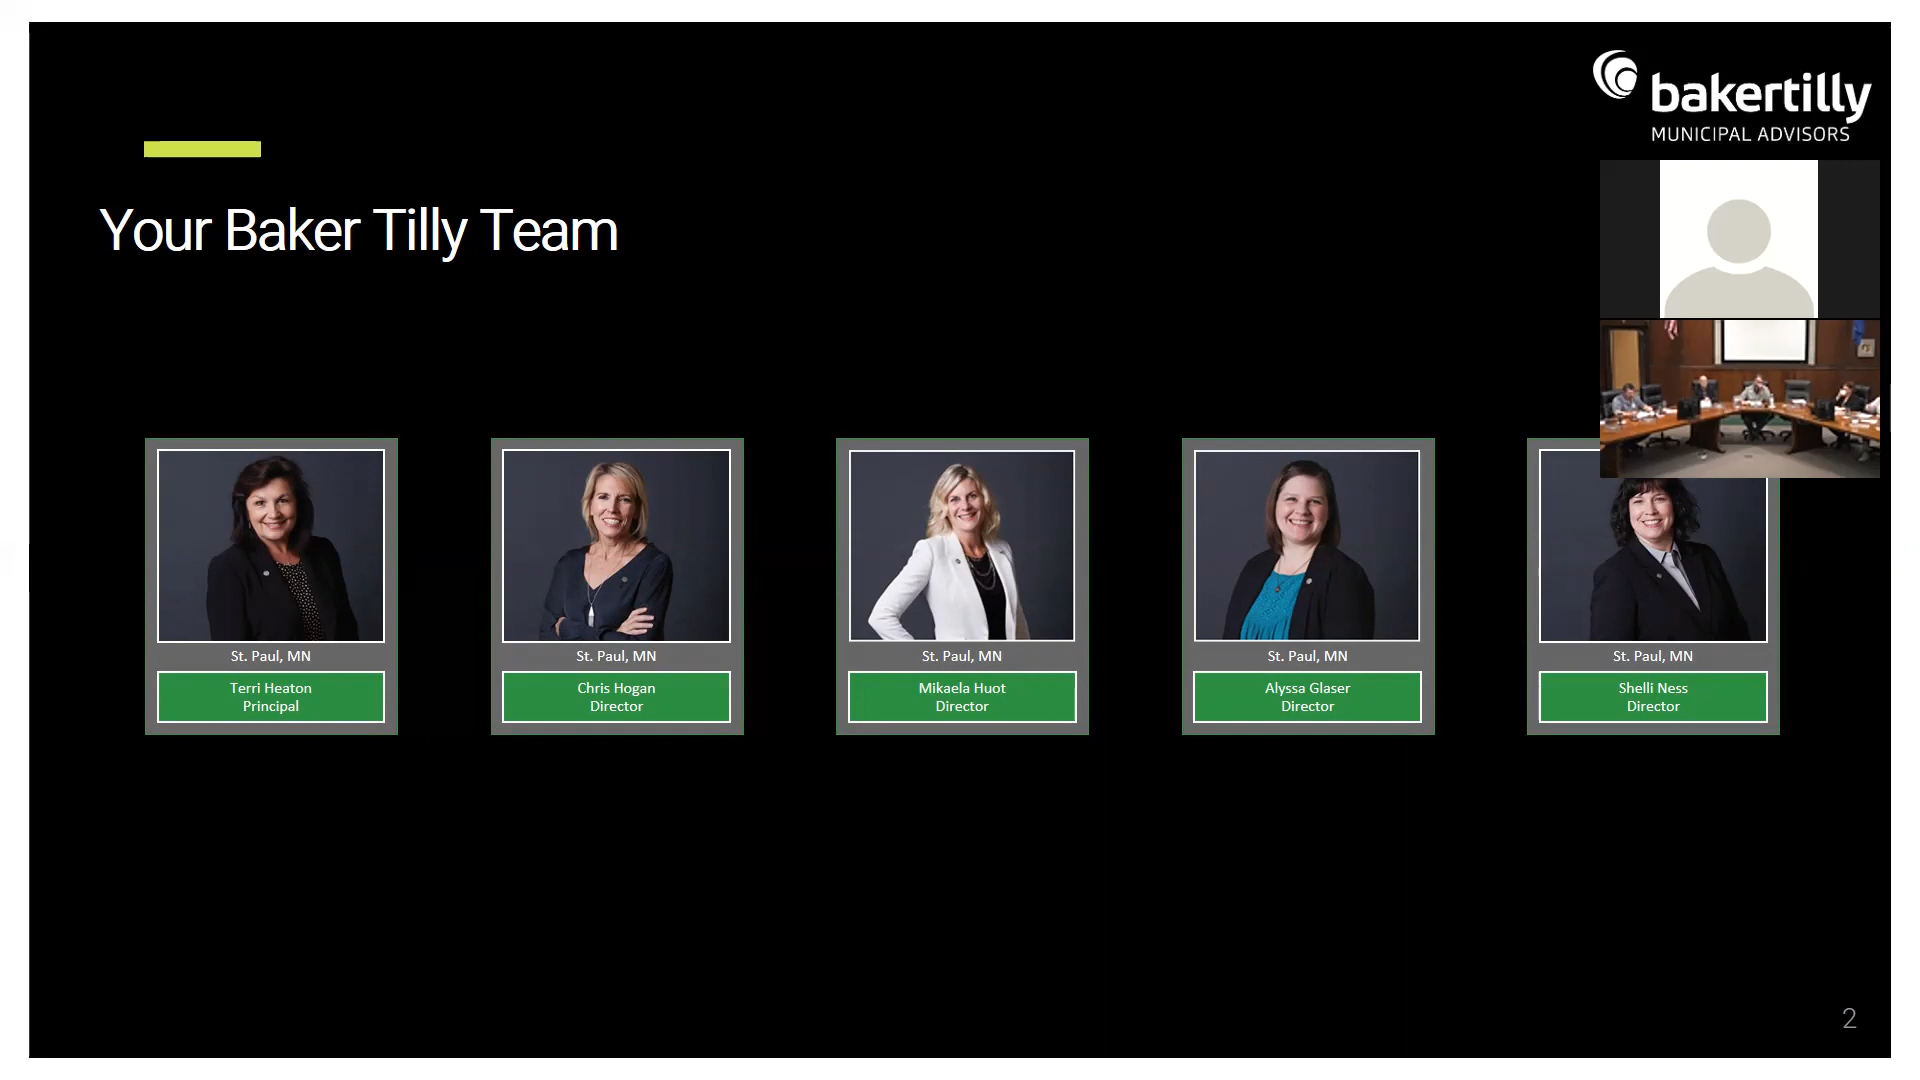 bakertilly
MUNICIPAL ADVISORS
Your Baker Tilly Team
St. Paul, MN
Terri Heaton
Principal
St. Paul, MN
Chris Hogan
Director
St. Paul, MN
Mikaela Huot
Director
St. Paul, MN
Alyssa Glaser
Director
St. Paul, MN
Shelli Ness
Director
2